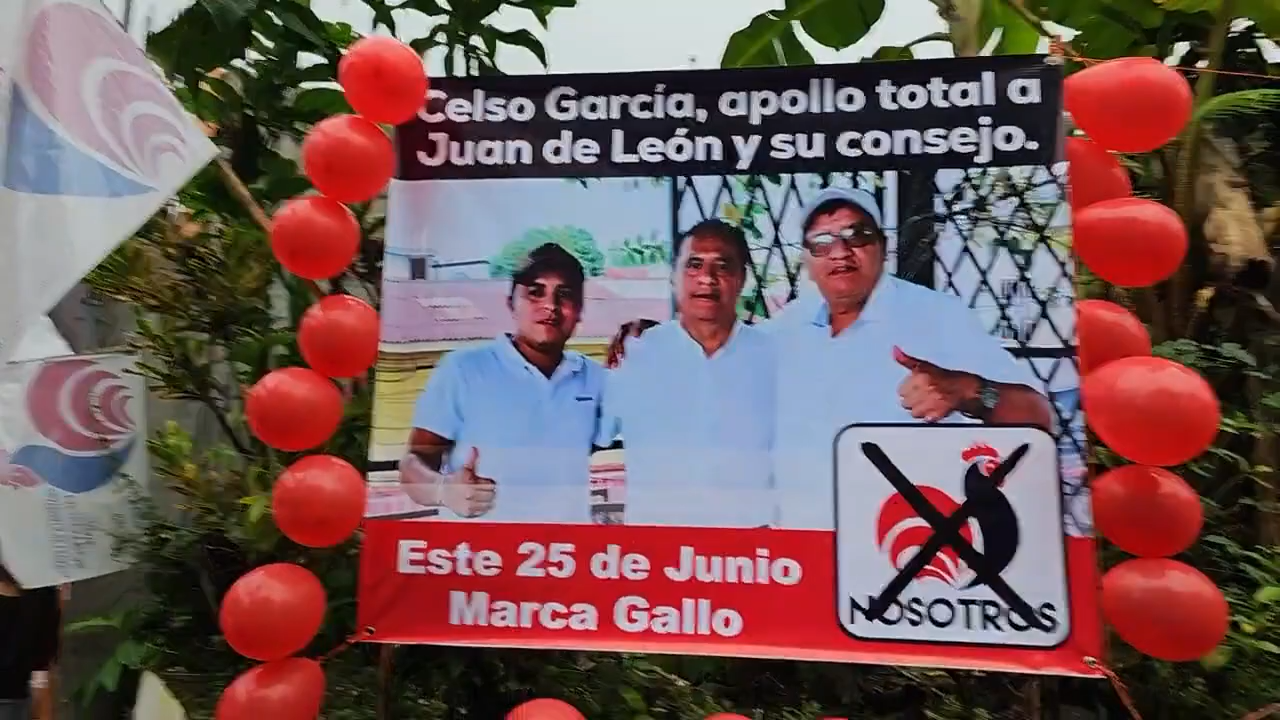 Celso García, apollo total a
Juan de León y su consejo.
Este 25 de Junio
Marca Gallo
NOSOTROS